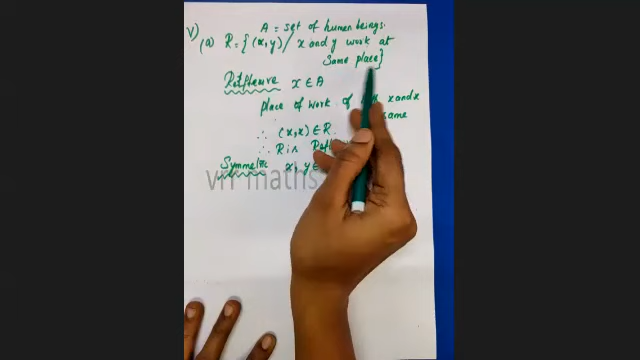 A = set of human beings.
V) (a) R = { (x, y) / x and y work at
same place}
Reflexive x ∈ A
place of work of x and x
same
∴ (x, x) ∈ R.
∴ R is
Symmetric x, y ∈
vh maths